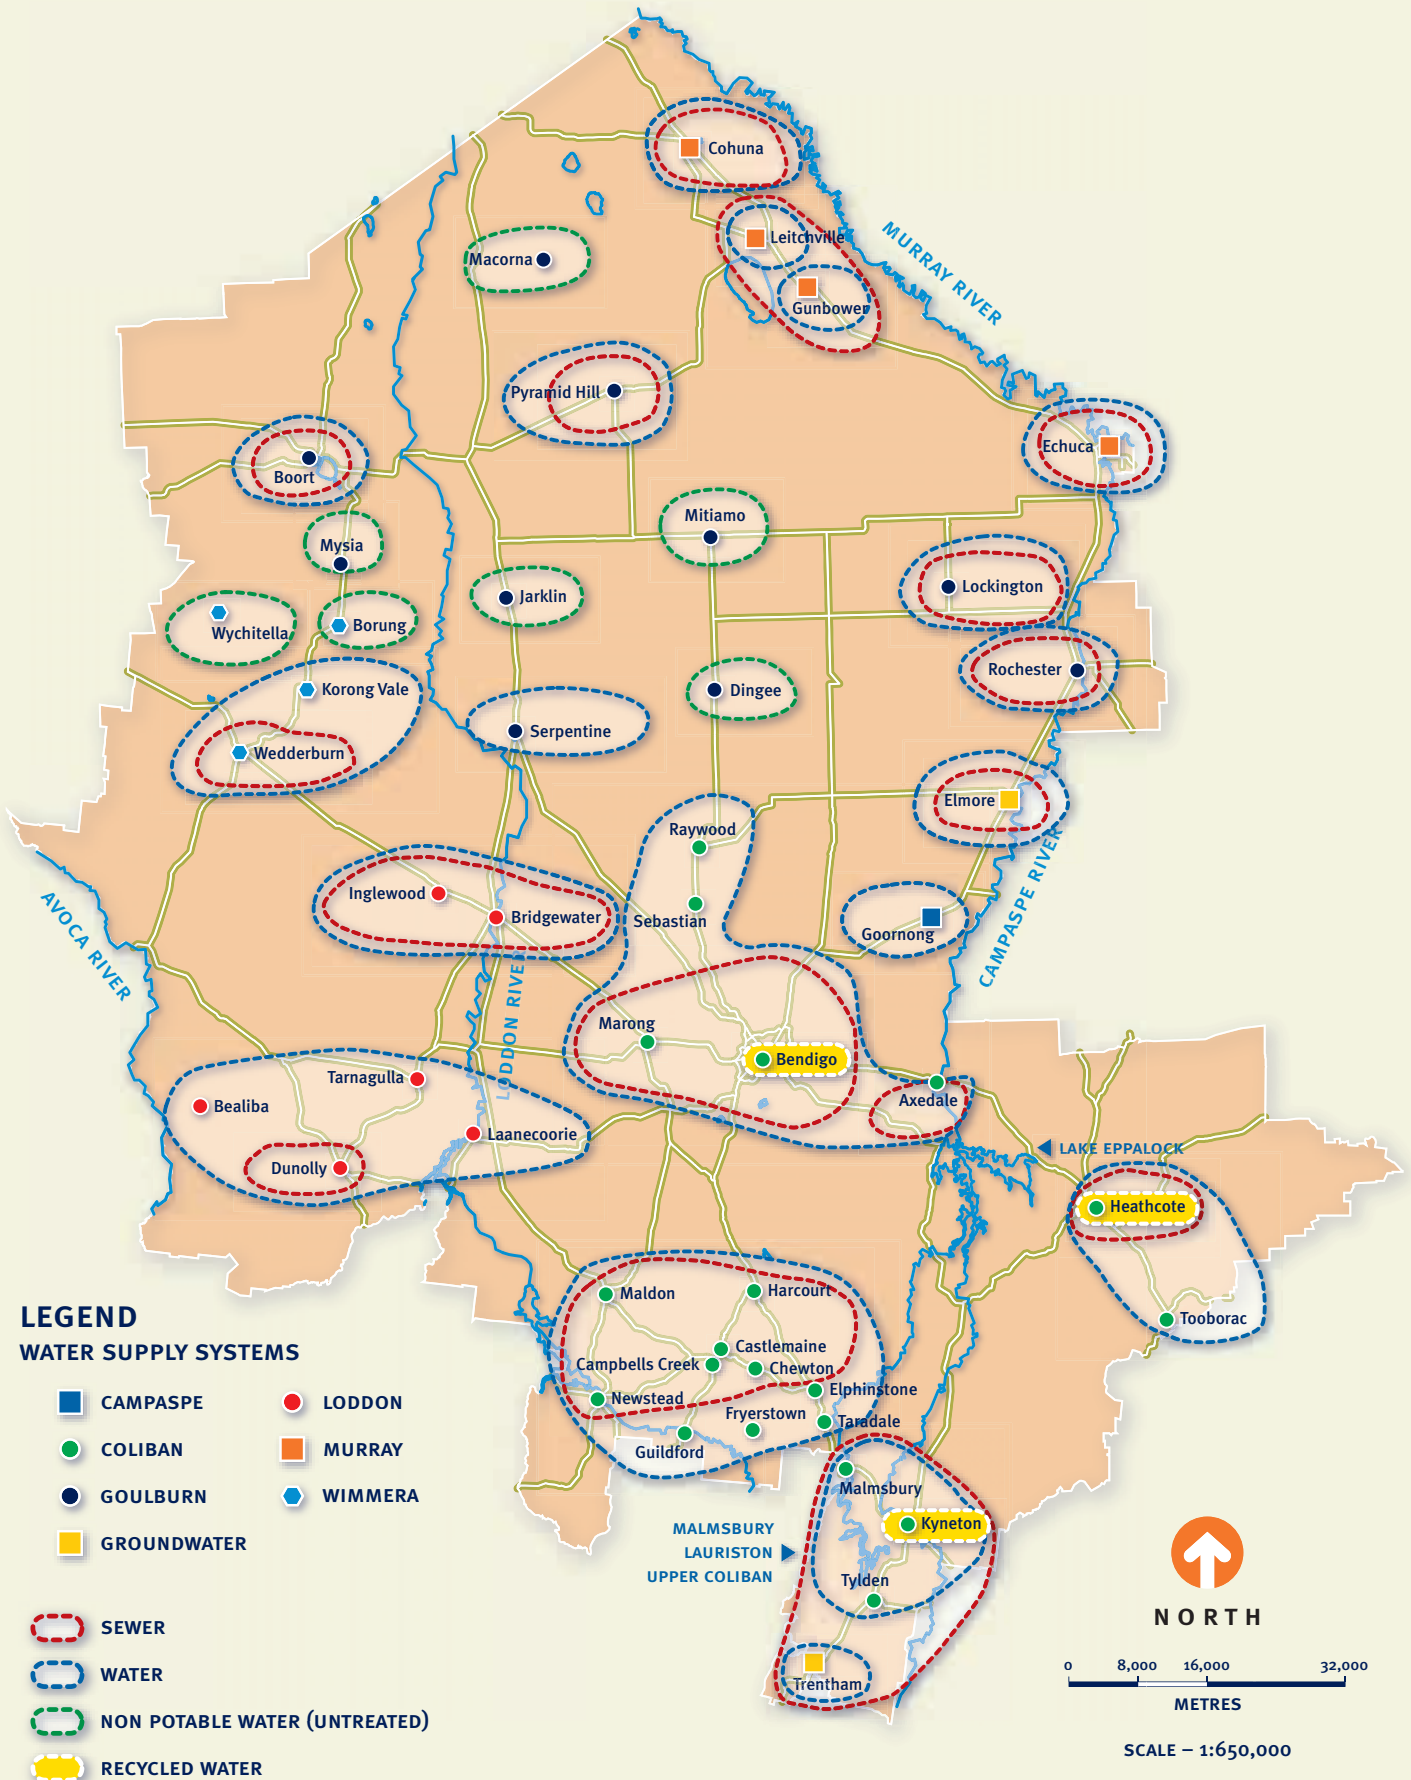 Cohuna
Leitchville
MURRAY RIVER
Macorna
Gunbower
Pyramid Hill
Echuca
Boort
Mitiamo
Mysia
Lockington
Jarklin
Wychitella
Borung
Rochester
Korong Vale
Dingee
Serpentine
Wedderburn
Elmore
Raywood
CAMPASPE RIVER
Inglewood
Bridgewater
Sebastian
Goornong
AVOCA RIVER
LODDON RIVER
Marong
Bendigo
Tarnagulla
Axedale
Bealiba
Laanecoorie
LAKE EPPALOCK
Dunolly
Heathcote
Maldon
Harcourt
Tooborac
Castlemaine
Campbells Creek
Chewton
Elphinstone
Newstead
Fryerstown
Taradale
Guildford
Malmsbury
Kyneton
MALMSBURY
LAURISTON
UPPER COLIBAN
Tylden
Trentham
LEGEND
WATER SUPPLY SYSTEMS
CAMPASPE
LODDON
COLIBAN
MURRAY
GOULBURN
WIMMERA
GROUNDWATER
SEWER
WATER
NON POTABLE WATER (UNTREATED)
RECYCLED WATER
NORTH
0 8,000 16,000 32,000
METRES
SCALE – 1:650,000